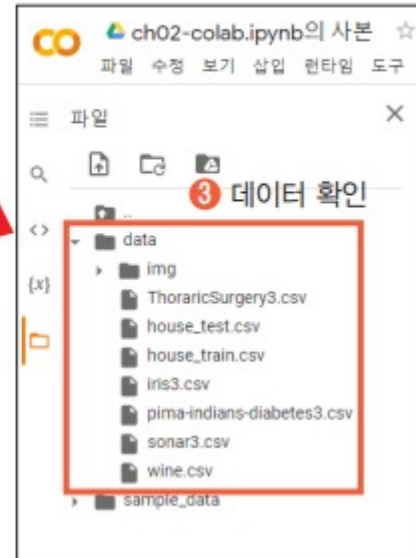 ch02-colab.ipynb의 사본
파일 수정 보기 삽입 런타임 도구
파일
3 데이터 확인
..
data
{x}
img
ThoraricSurgery3.csv
house_test.csv
house_train.csv
iris3.csv
pima-indians-diabetes3.csv
sonar3.csv
wine.csv
sample_data